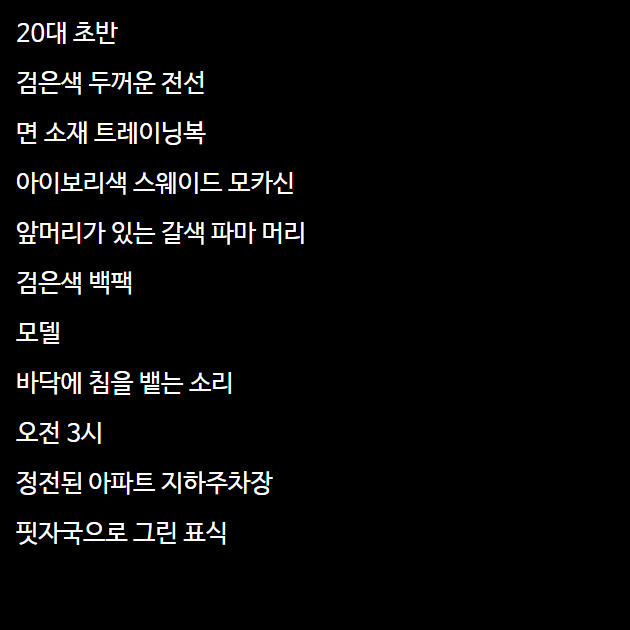 20대 초반
검은색 두꺼운 전선
면 소재 트레이닝복
아이보리색 스웨이드 모카신
앞머리가 있는 갈색 파마 머리
검은색 백팩
모델
바닥에 침을 뱉는 소리
오전 3시
정전된 아파트 지하주차장
핏자국으로 그린 표식